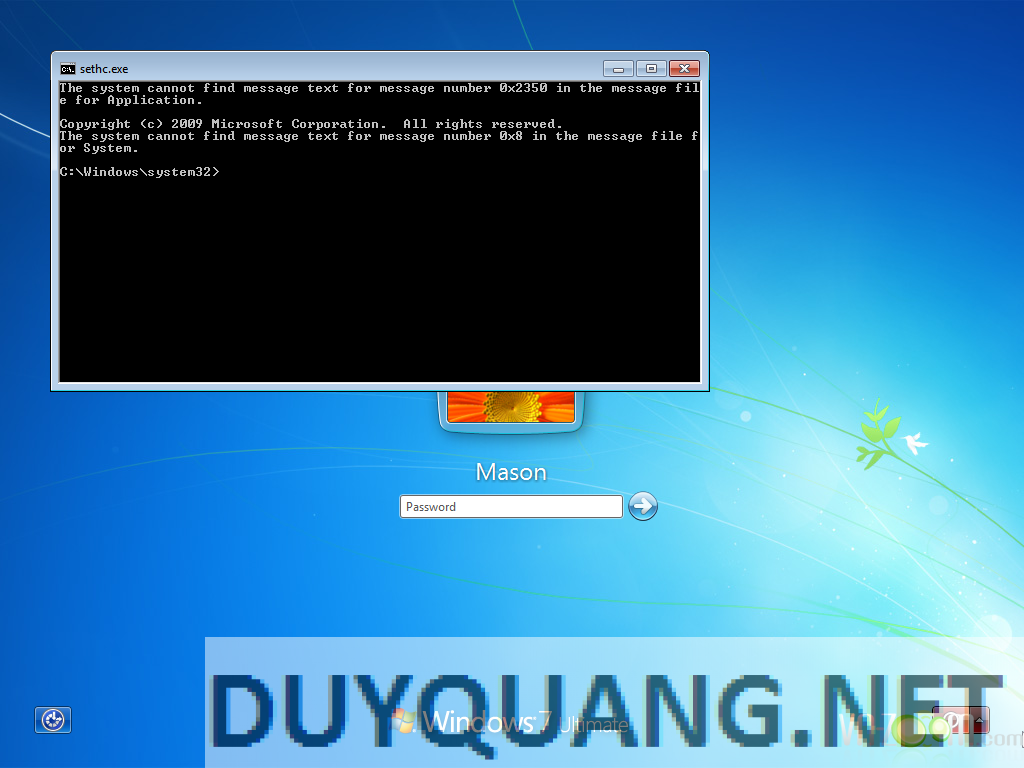 sethc.exe
The system cannot find message text for message number 0x2350 in the message fil
e for Application.
Copyright (c) 2009 Microsoft Corporation.  All rights reserved.
The system cannot find message text for message number 0x8 in the message file f
or System.
C:\Windows\system32>
Mason
Password
DUYQUANG.NET
Windows 7 Ultimate